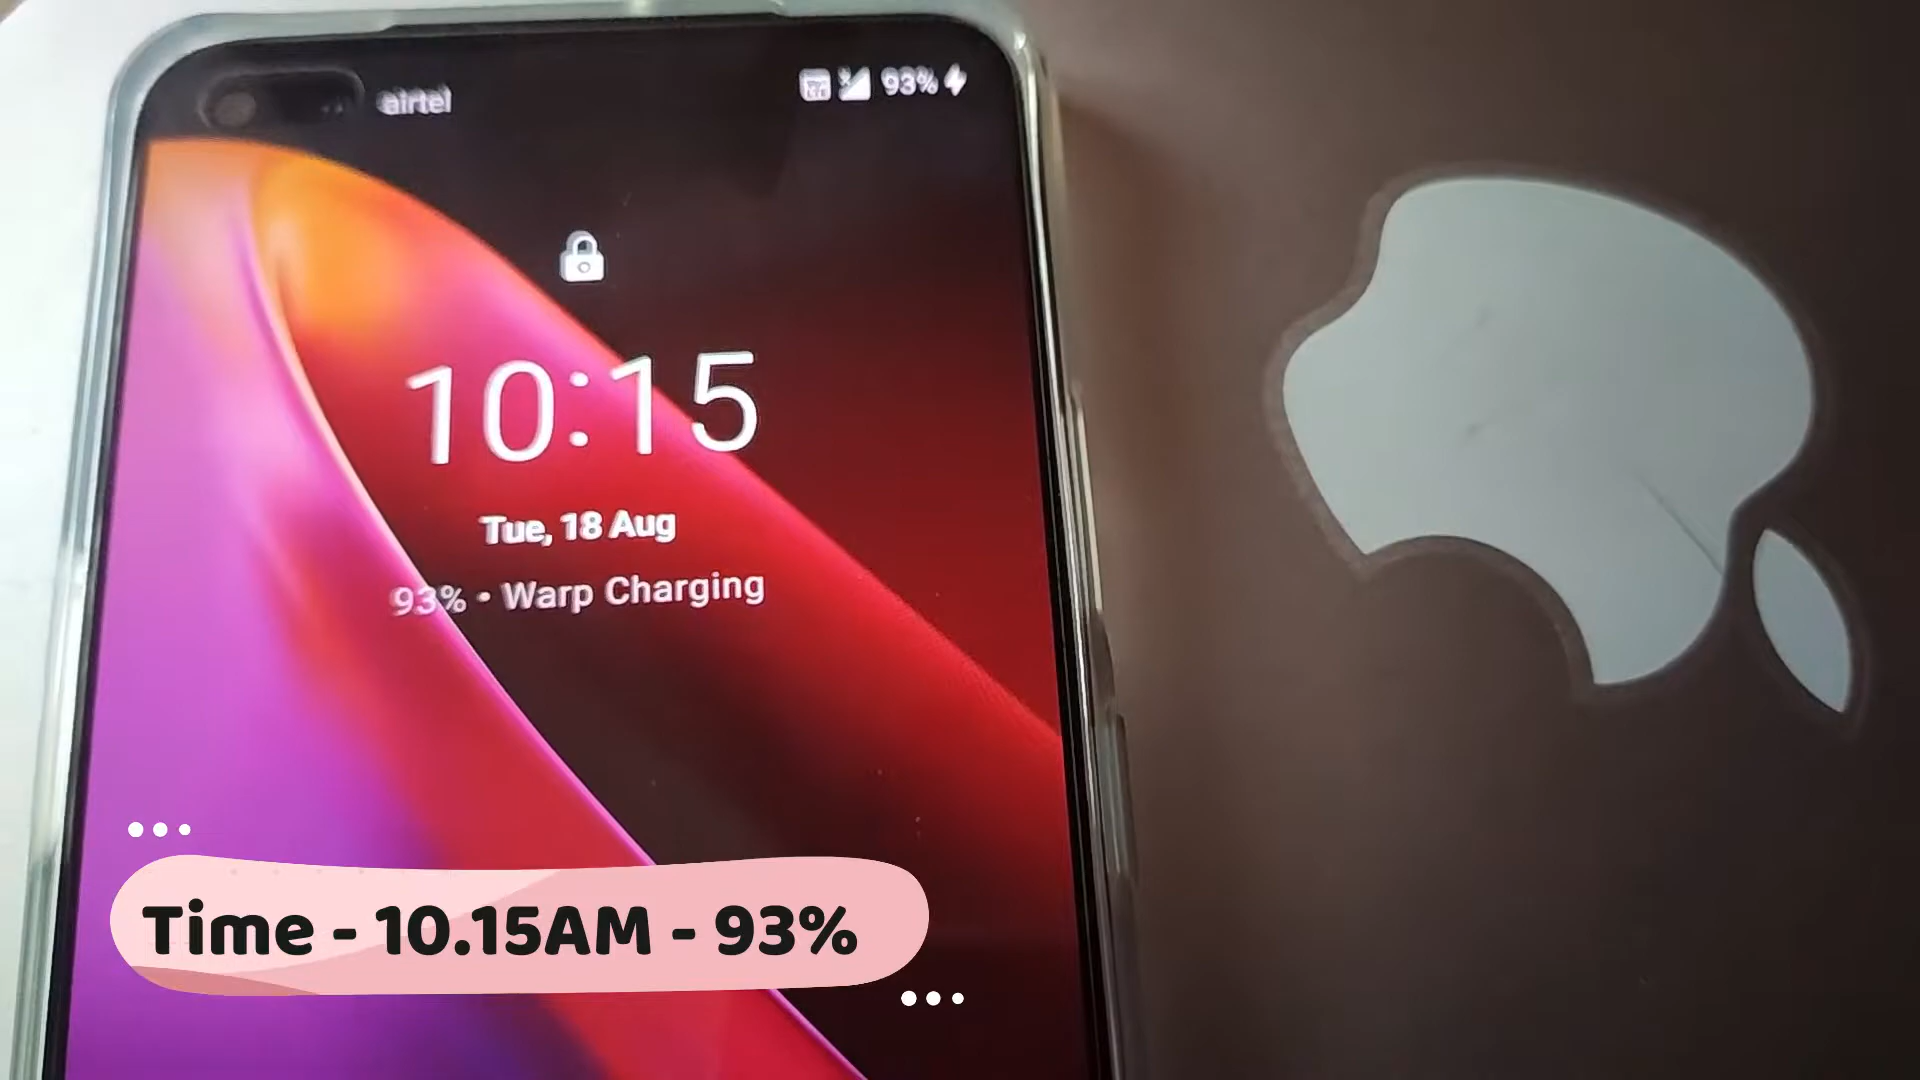 airtel 93%
10:15
Tue, 18 Aug
93% • Warp Charging
Time - 10.15AM - 93%